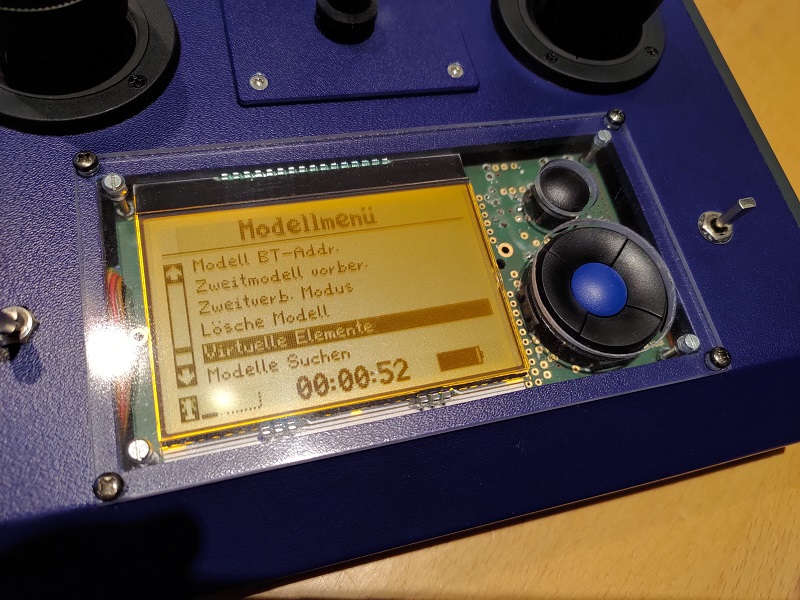 Modellmenü
Modell BT-Addr.
Zweitmodell vorber.
Zweitverb. Modus
Lösche Modell
Virtuelle Elemente
Modelle Suchen
00:00:52